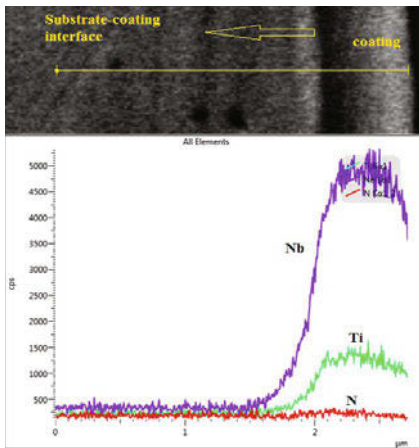 Substrate-coating
interface
coating
All Elements
5000
4500
4000
3500
3000
2500
2000
1500
1000
500
cps
Nb
Ti
N
0
1
2
µm